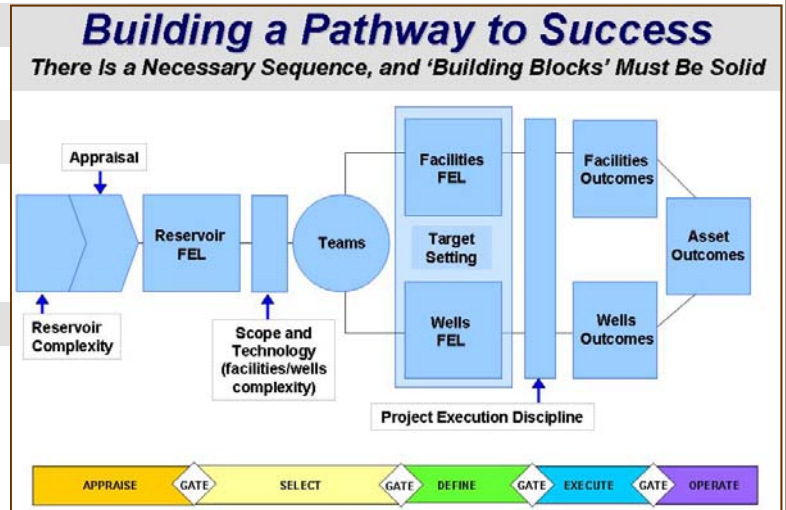 Building a Pathway to Success
There Is a Necessary Sequence, and ‘Building Blocks’ Must Be Solid
Appraisal
Reservoir
Complexity
Reservoir
FEL
Scope and
Technology
(facilities/wells
complexity)
Teams
Facilities
FEL
Target
Setting
Wells
FEL
Project Execution Discipline
Facilities
Outcomes
Wells
Outcomes
Asset
Outcomes
APPRAISE GATE SELECT GATE DEFINE GATE EXECUTE GATE OPERATE